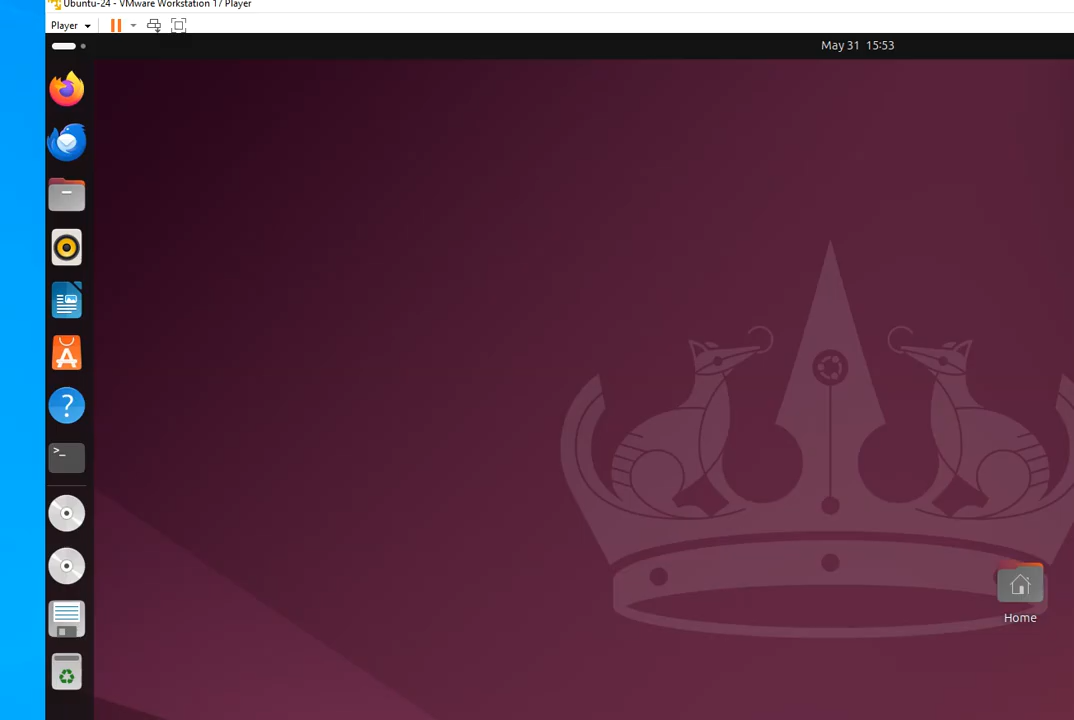 Ubuntu-24 - VMware Workstation 17 Player
Player
May 31 15:53
>_
Home